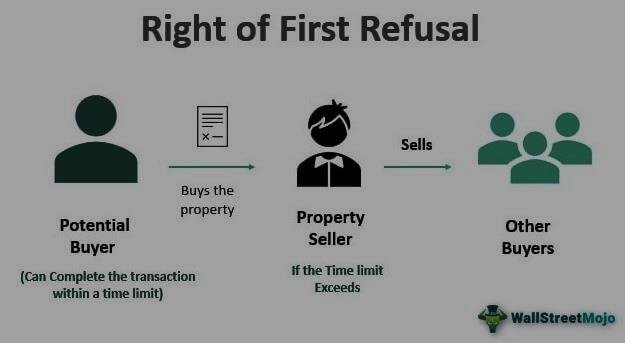 Right of First Refusal
Buys the
property
Sells
Potential
Buyer
(Can Complete the transaction
within a time limit)
Property
Seller
If the Time limit
Exceeds
Other
Buyers
WallStreetMojo